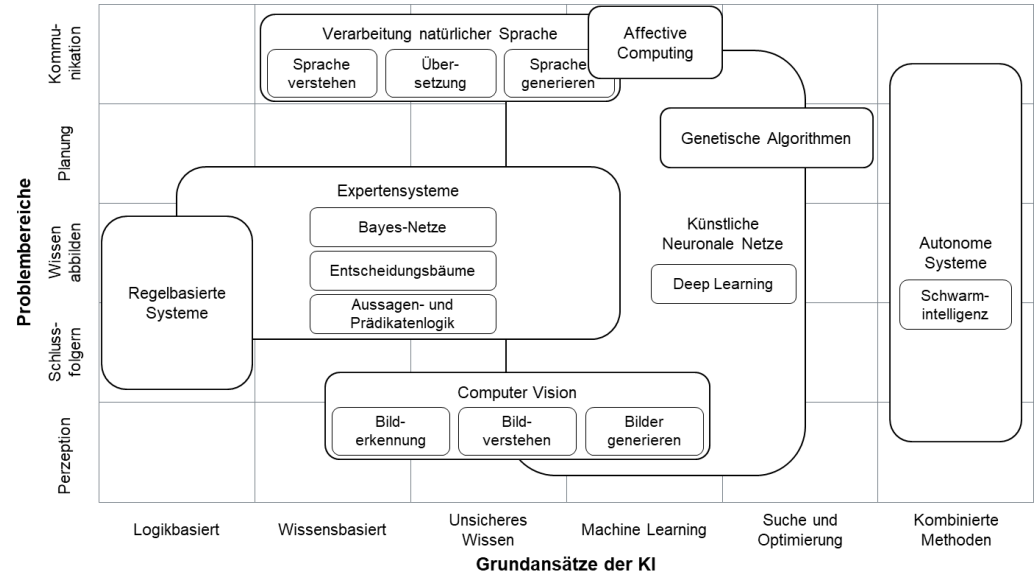 Problembereiche
Kommu-
nikation
Planung
Wissen
abbilden
Schluss-
folgern
Perzeption
Verarbeitung natürlicher Sprache
Sprache
verstehen
Über-
setzung
Sprache
generieren
Affective
Computing
Genetische Algorithmen
Expertensysteme
Bayes-Netze
Entscheidungsbäume
Aussagen- und
Prädikatenlogik
Regelbasierte
Systeme
Künstliche
Neuronale Netze
Deep Learning
Autonome
Systeme
Schwarm-
intelligenz
Computer Vision
Bild-
erkennung
Bild-
verstehen
Bilder
generieren
Logikbasiert
Wissensbasiert
Unsicheres
Wissen
Machine Learning
Suche und
Optimierung
Kombinierte
Methoden
Grundansätze der KI